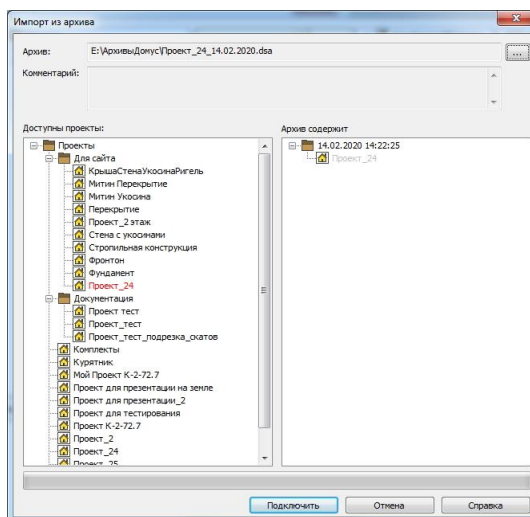 Импорт из архива
Архив:
E:\АрхивыДонус\Проект_24_14.02.2020.dsa
...
Комментарий:
Доступны проекты:
Проекты
Для сайта
КрышаСтенаУкосинаРигель
Митин Перекрытие
Митин Укосина
Перекрытие
Проект_2 этаж
Стена с укосинами
Стропильная конструкция
Фронтон
Фундамент
Проект_24
Документация
Проект тест
Проект_тест
Проект_тест_подрезка_скатов
Комплекты
Курятник
Мой Проект К-2-72.7
Проект для презентации на земле
Проект для презентации_2
Проект для тестирования
Проект К-2-72.7
Проект_2
Проект_24
Проект_25
Архив содержит
14.02.2020 14:22:25
Проект_24
Подключить
Отмена
Справка